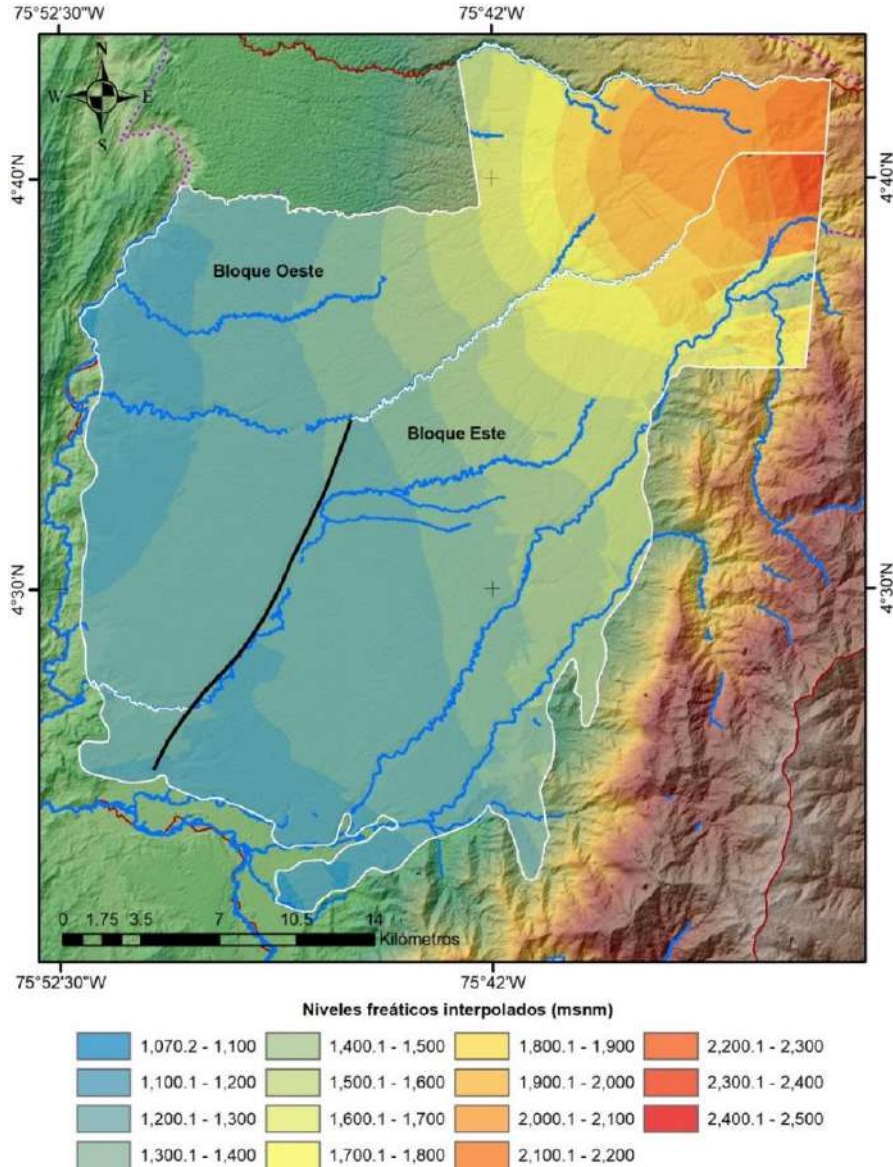 75°52'30"W 75°42'W
N
W E
S
4°40'N 4°40'N
Bloque Oeste
Bloque Este
4°30'N 4°30'N
0 1.75 3.5 7 10.5 14
Kilómetros
75°52'30"W 75°42'W
Niveles freáticos interpolados (msnm)
1,070.2 - 1,100 1,400.1 - 1,500 1,800.1 - 1,900 2,200.1 - 2,300
1,100.1 - 1,200 1,500.1 - 1,600 1,900.1 - 2,000 2,300.1 - 2,400
1,200.1 - 1,300 1,600.1 - 1,700 2,000.1 - 2,100 2,400.1 - 2,500
1,300.1 - 1,400 1,700.1 - 1,800 2,100.1 - 2,200